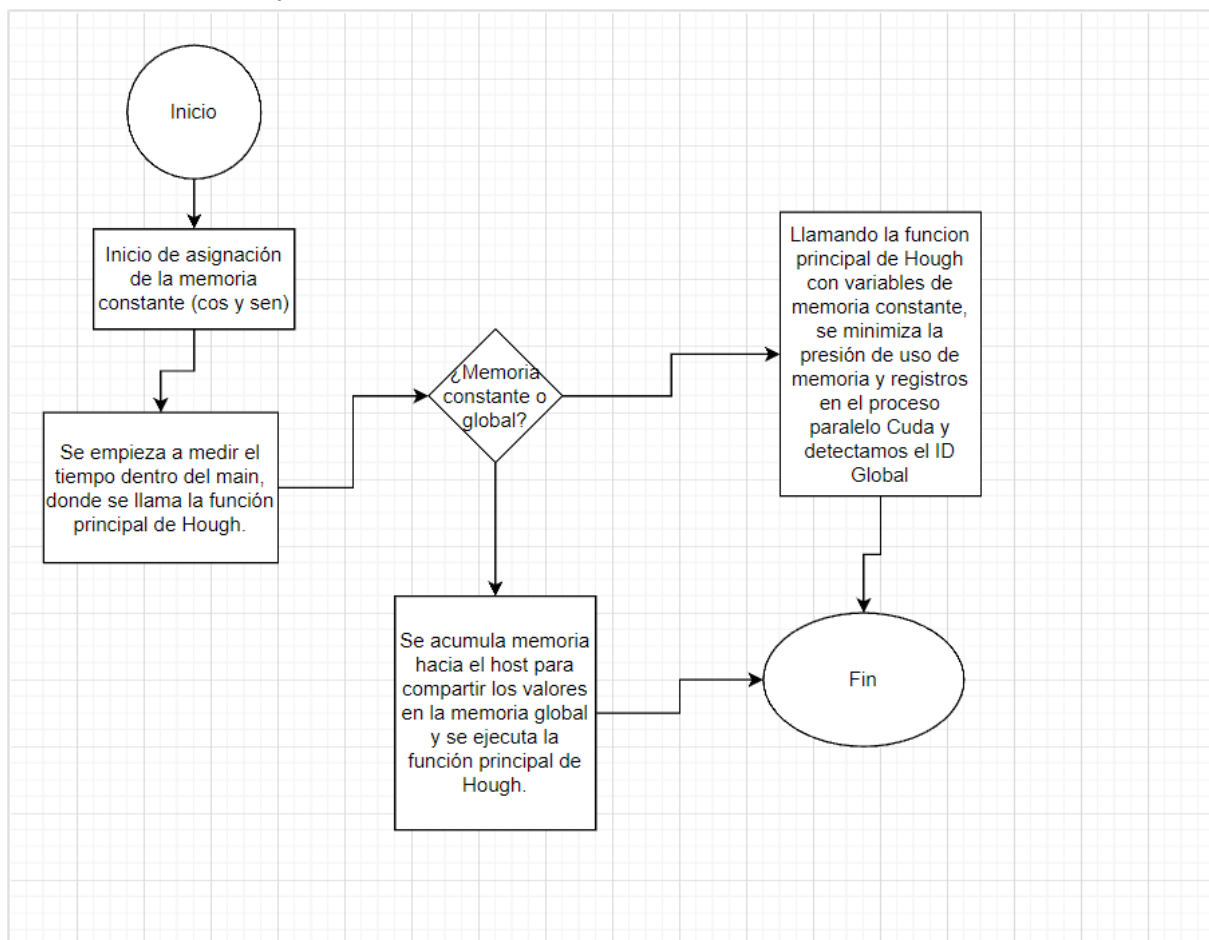 Inicio
Inicio de asignación
de la memoria
constante (cos y sen)
Se empieza a medir el
tiempo dentro del main,
donde se llama la función
principal de Hough.
¿Memoria
constante o
global?
Llamando la funcion
principal de Hough
con variables de
memoria constante,
se minimiza la
presión de uso de
memoria y registros
en el proceso
paralelo Cuda y
detectamos el ID
Global
Se acumula memoria
hacia el host para
compartir los valores
en la memoria global
y se ejecuta la
función principal de
Hough.
Fin